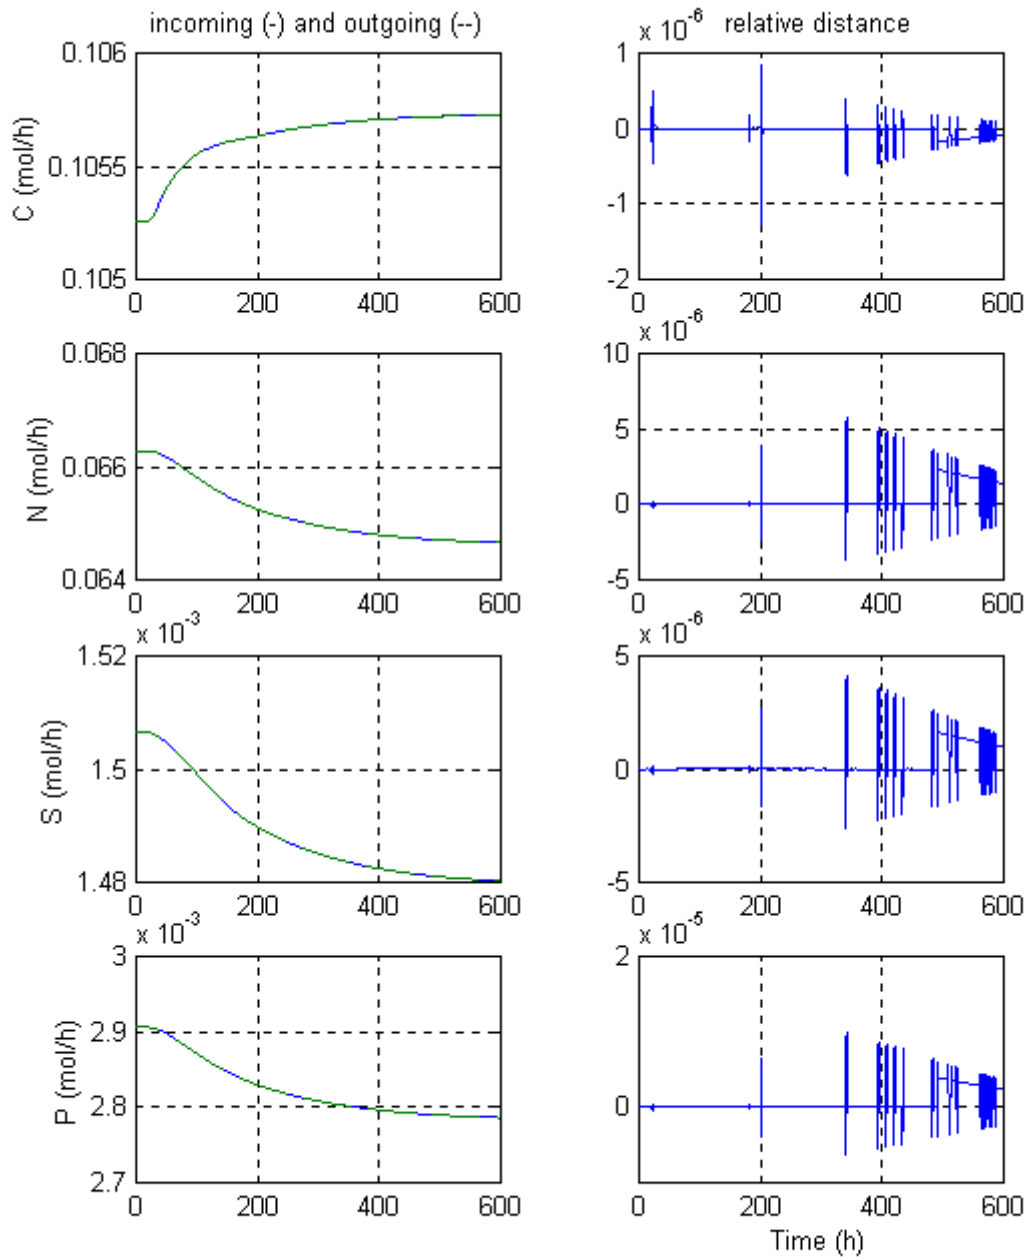 incoming (-) and outgoing (--)
relative distance
0.106
0.1055
0.105
C (mol/h)
0 200 400 600
x 10-6
1
0
-1
-2
0 200 400 600
0.068
0.066
0.064
N (mol/h)
0 200 400 600
x 10-6
10
5
0
-5
0 200 400 600
x 10-3
1.52
1.5
1.48
S (mol/h)
0 200 400 600
x 10-6
5
0
-5
0 200 400 600
x 10-3
3
2.9
2.8
2.7
P (mol/h)
0 200 400 600
x 10-5
2
0
0 200 400 600
Time (h)